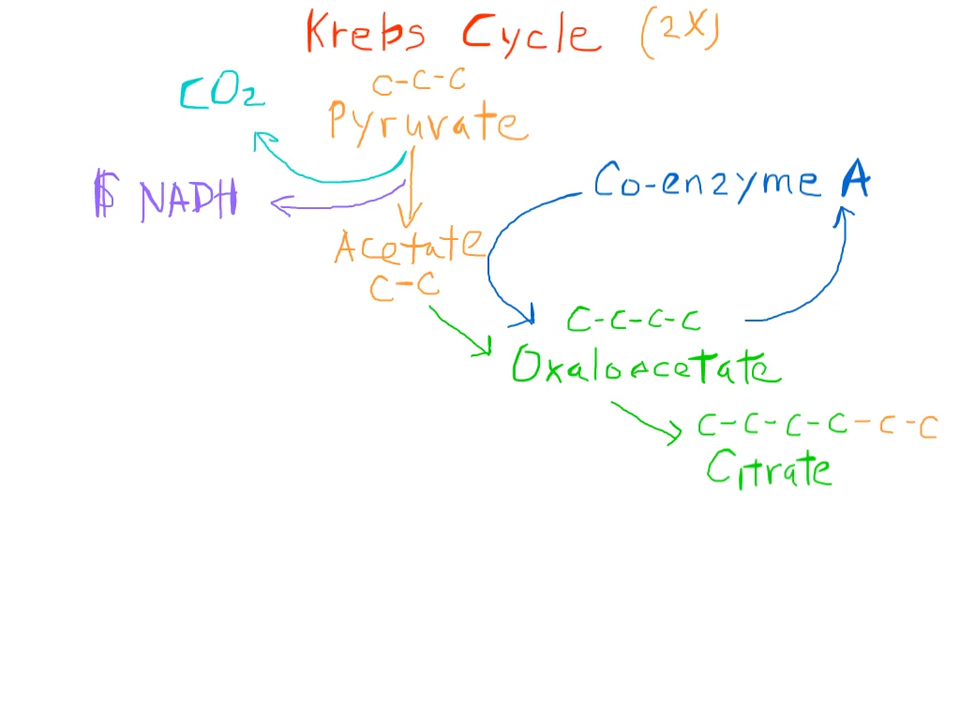 Krebs Cycle (2X)
C-C-C
CO2
Pyruvate
Co-enzyme A
$ NADH
Acetate
C-C
C-C-C-C
Oxaloacetate
C-C-C-C-C-C
Citrate